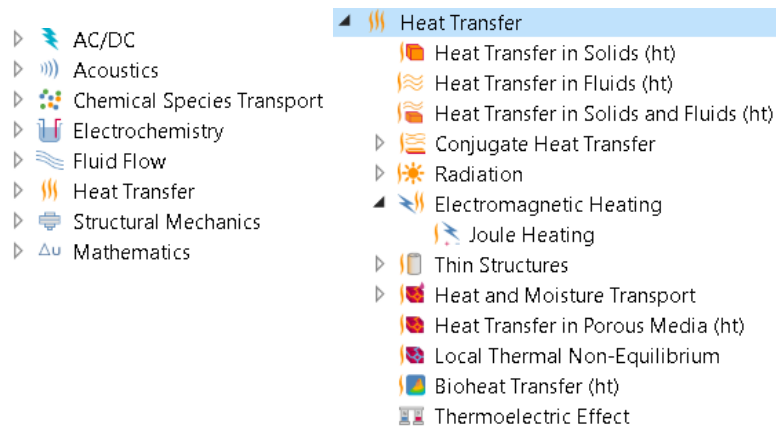 AC/DC
Acoustics
Chemical Species Transport
Electrochemistry
Fluid Flow
Heat Transfer
Structural Mechanics
Δu Mathematics
Heat Transfer
Heat Transfer in Solids (ht)
Heat Transfer in Fluids (ht)
Heat Transfer in Solids and Fluids (ht)
Conjugate Heat Transfer
Radiation
Electromagnetic Heating
Joule Heating
Thin Structures
Heat and Moisture Transport
Heat Transfer in Porous Media (ht)
Local Thermal Non-Equilibrium
Bioheat Transfer (ht)
Thermoelectric Effect